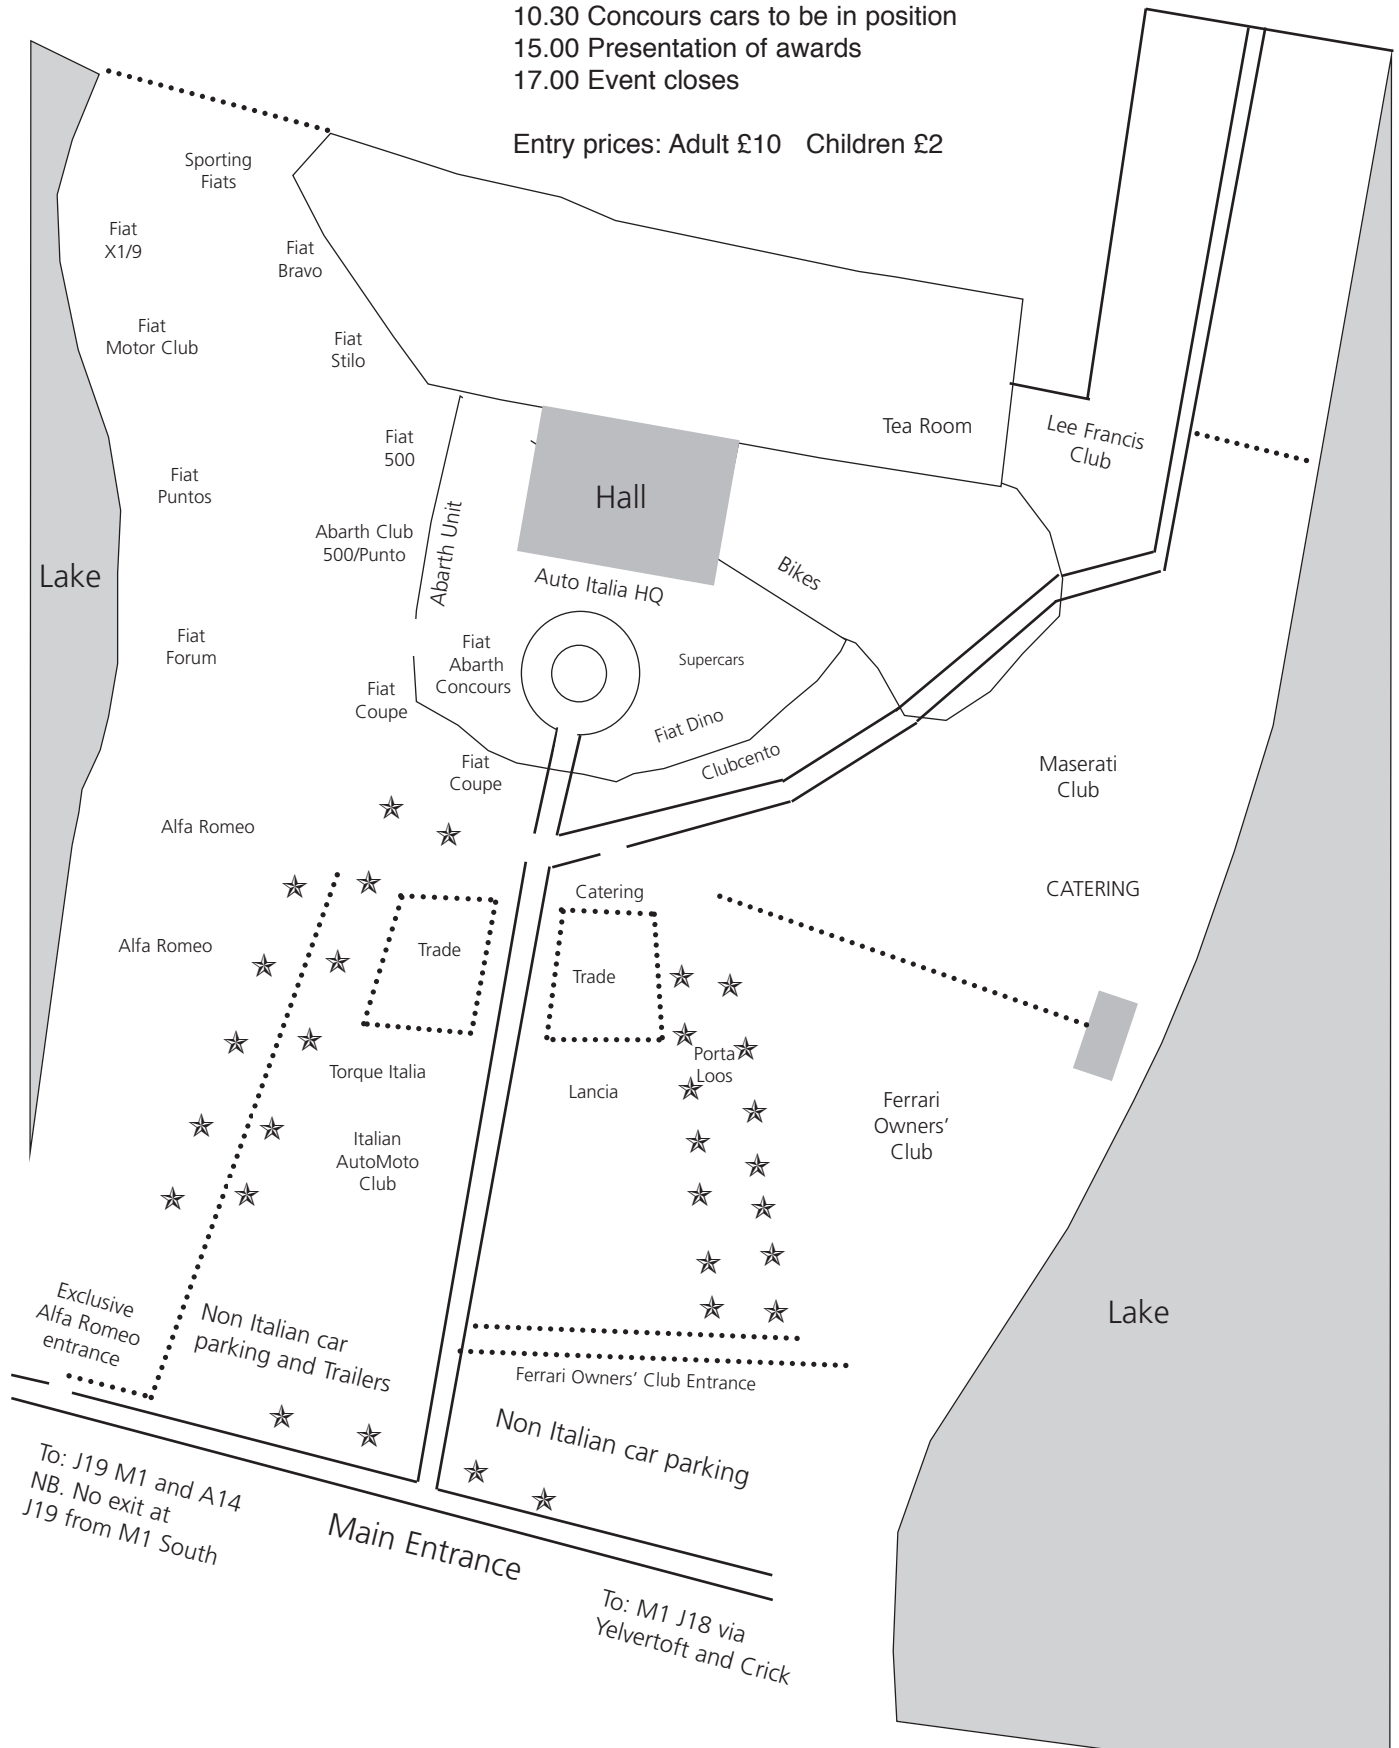 10.30 Concours cars to be in position
15.00 Presentation of awards
17.00 Event closes
Entry prices: Adult £10 Children £2
Sporting
Fiats
Fiat
X1/9
Fiat
Bravo
Fiat
Motor Club
Fiat
Stilo
Tea Room
Lee Francis
Club
Fiat
500
Fiat
Puntos
Hall
Abarth Club
500/Punto
Abarth Unit
Lake
Auto Italia HQ
Bikes
Fiat
Forum
Fiat
Abarth
Concours
Supercars
Fiat
Coupe
Fiat Dino
Clubcento
Fiat
Coupe
Maserati
Club
Alfa Romeo
Catering
CATERING
Alfa Romeo
Trade
Trade
Porta
Loos
Torque Italia
Lancia
Ferrari
Owners’
Club
Italian
AutoMoto
Club
Exclusive
Alfa Romeo
entrance
Non Italian car
parking and Trailers
Lake
Ferrari Owners’ Club Entrance
Non Italian car parking
To: J19 M1 and A14
NB. No exit at
J19 from M1 South
Main Entrance
To: M1 J18 via
Yelvertoft and Crick